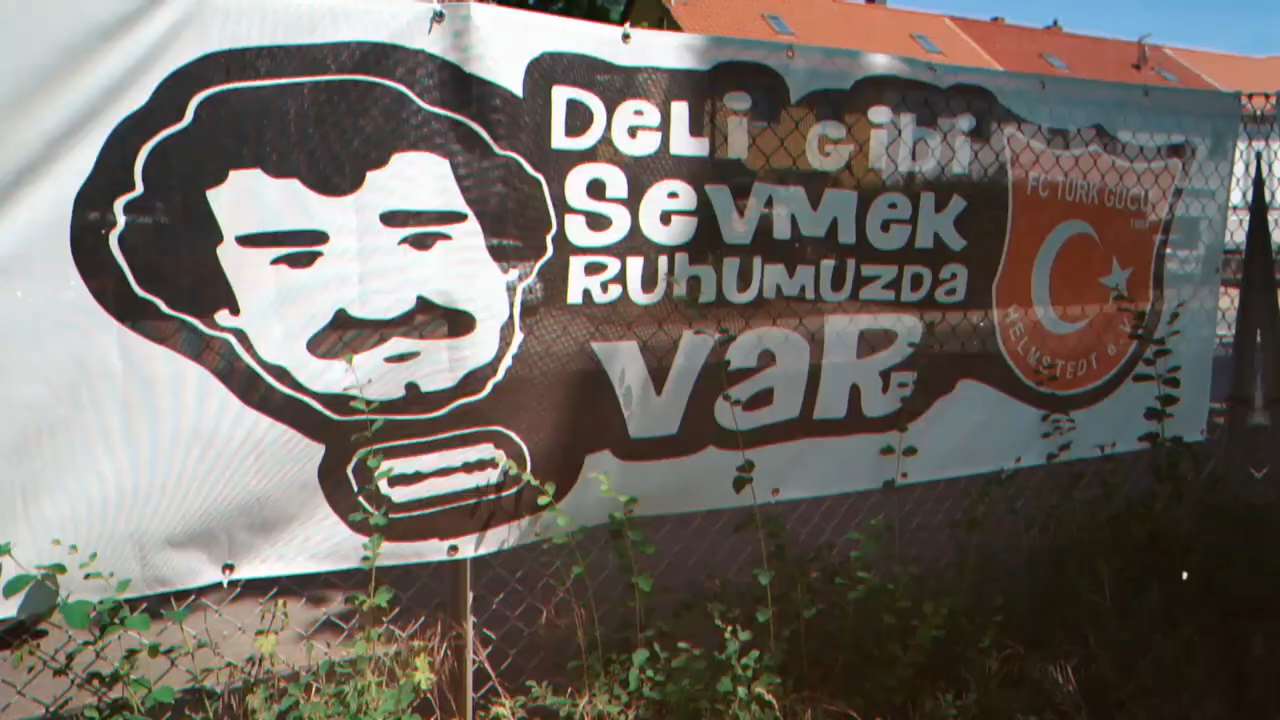 DeLi Gibi
SevMeK
RuhuMuzDa
VaR
FC TÜRK GÜCÜ
HELMSTEDT e.V.